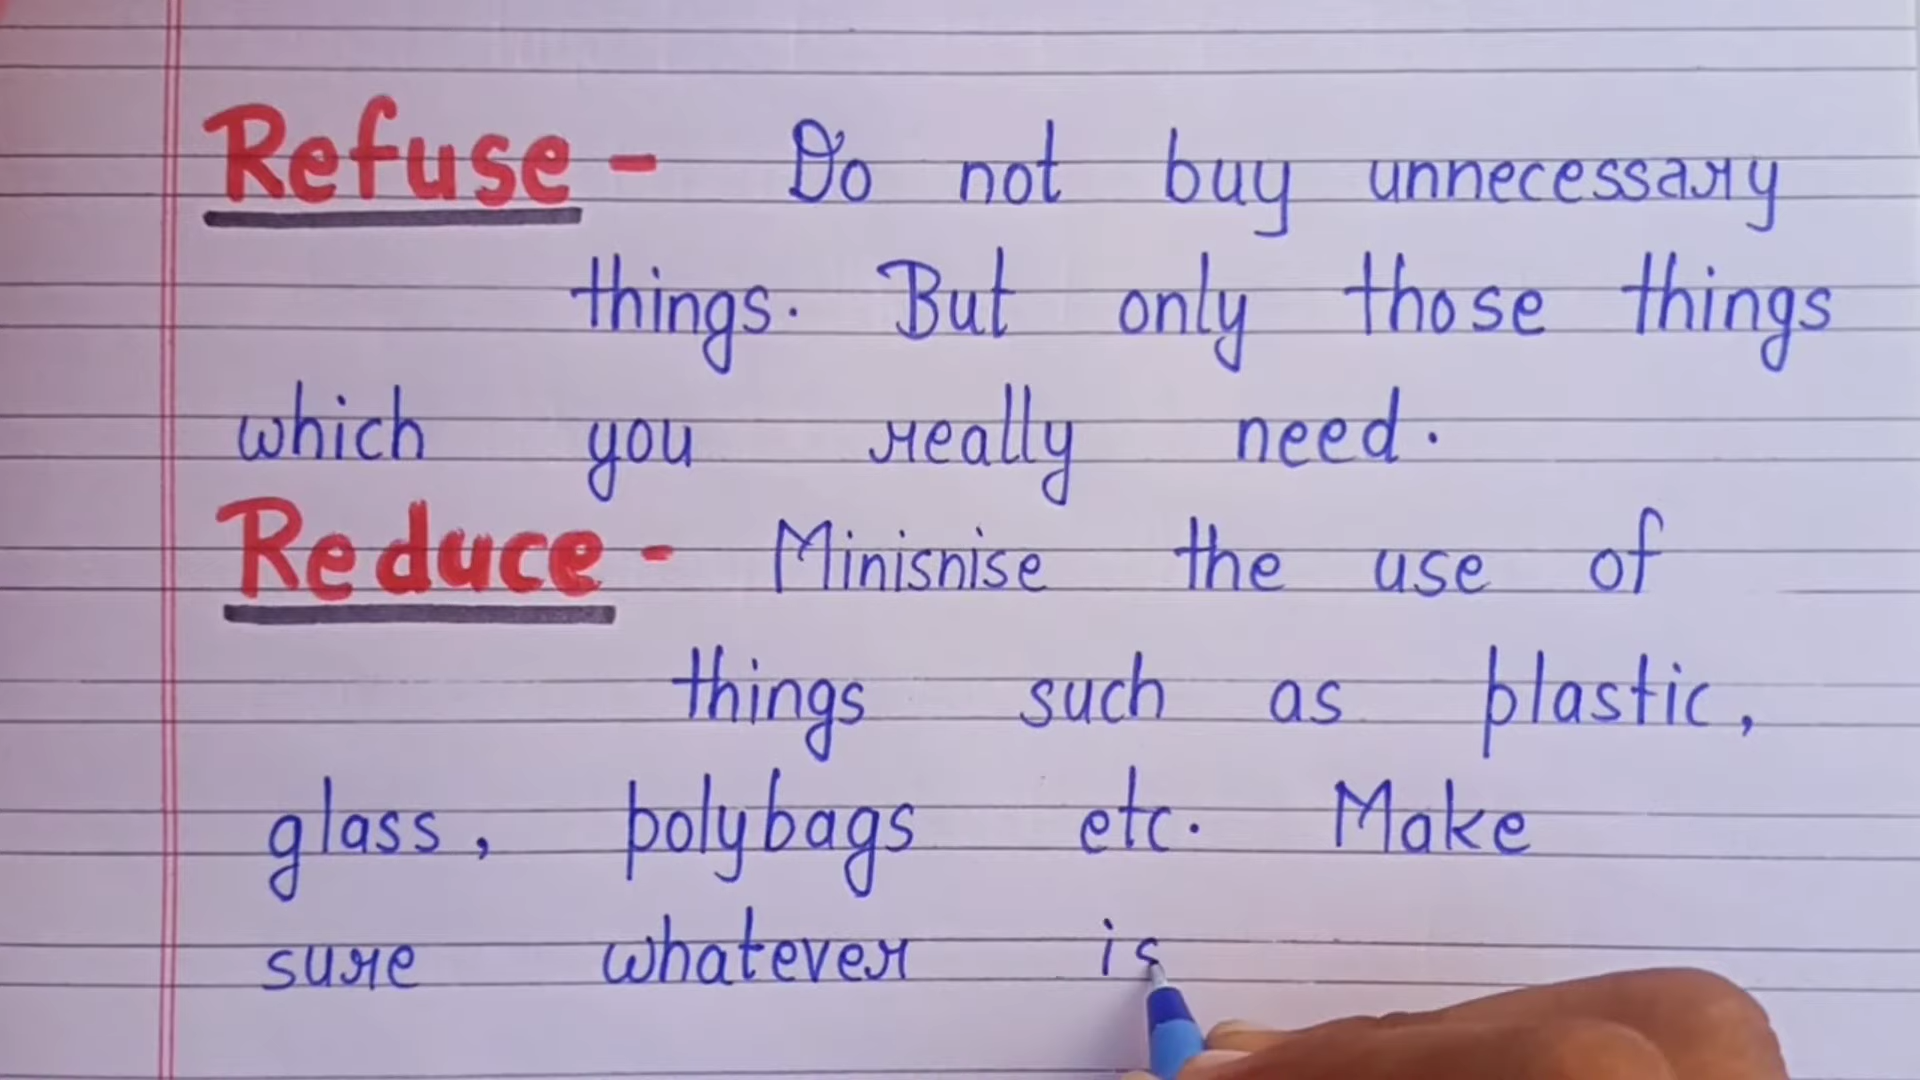 Refuse - Do not buy unnecessary
things. But only those things
which you really need.
Reduce - Minisnise the use of
things such as plastic,
glass, polybags etc. Make
sure whatever is